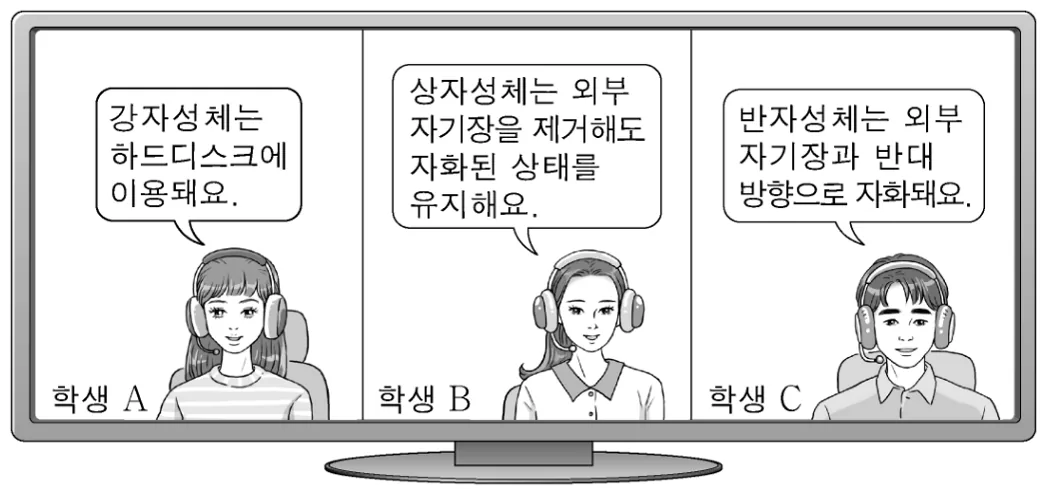 강자성체는
하드디스크에
이용돼요.
학생 A
상자성체는 외부
자기장을 제거해도
자화된 상태를
유지해요.
학생 B
반자성체는 외부
자기장과 반대
방향으로 자화돼요.
학생 C